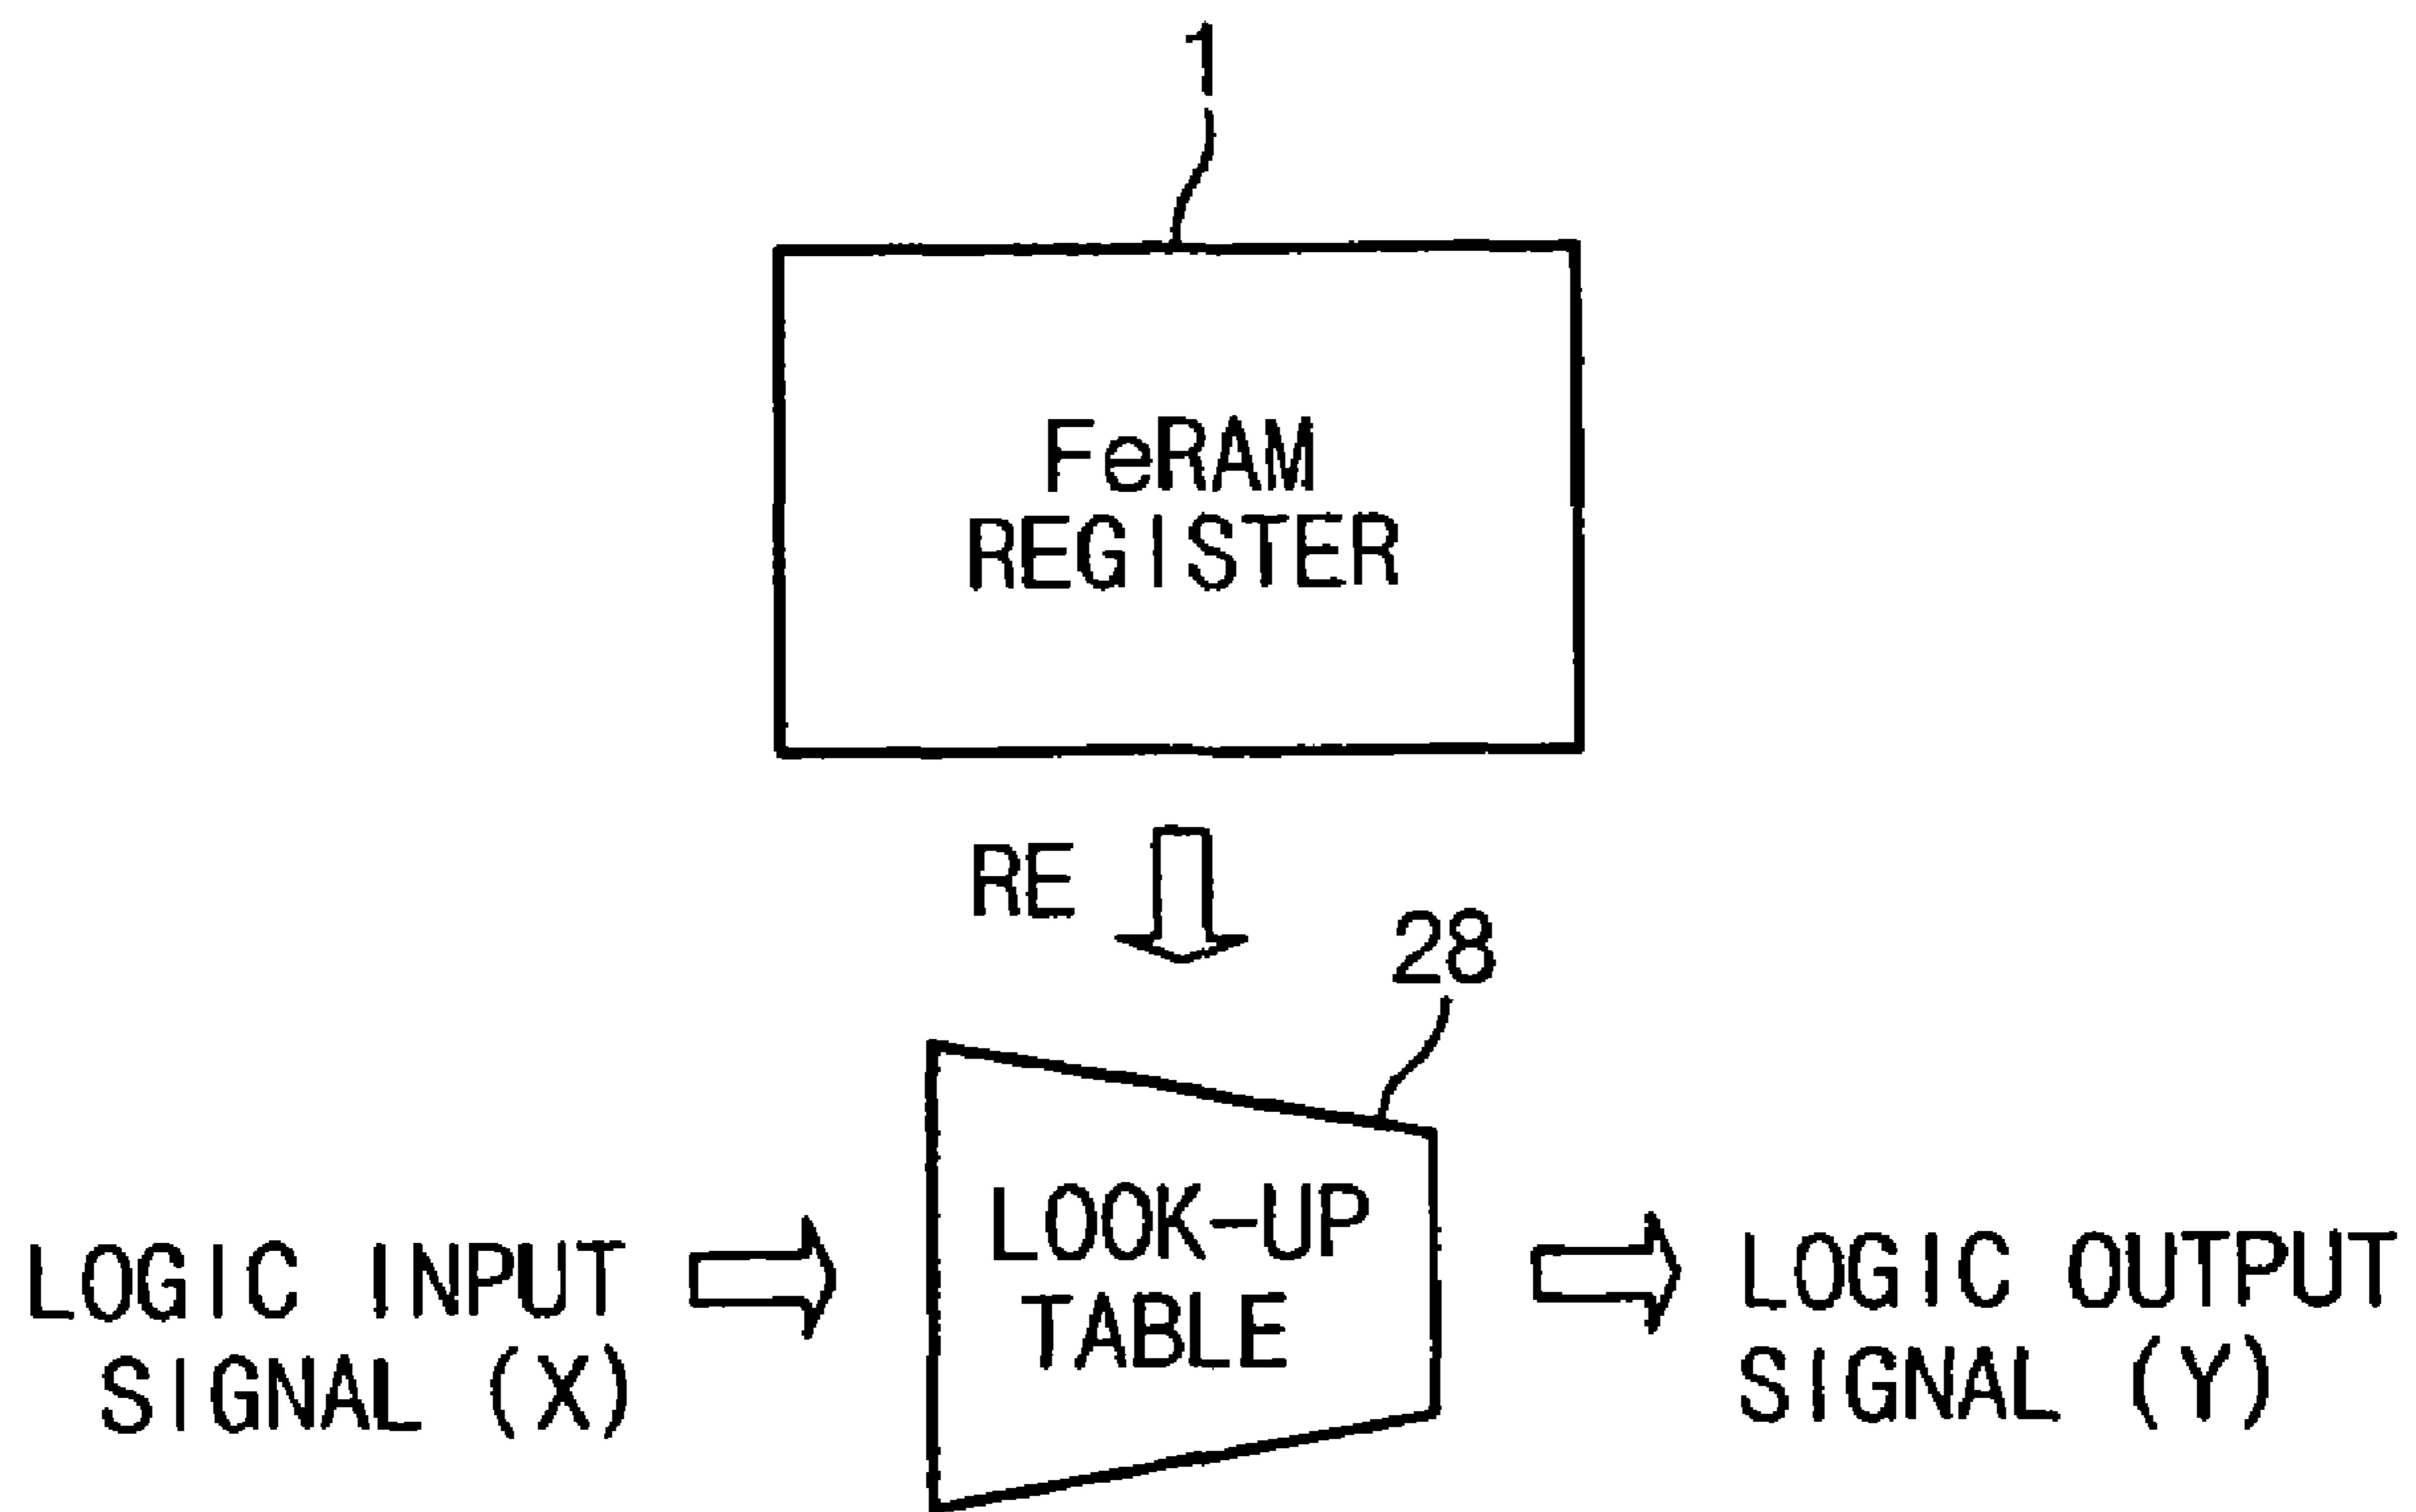 1
FeRAM
REGISTER
RE
28
LOOK-UP
TABLE
LOGIC INPUT
SIGNAL (X)
LOGIC OUTPUT
SIGNAL (Y)